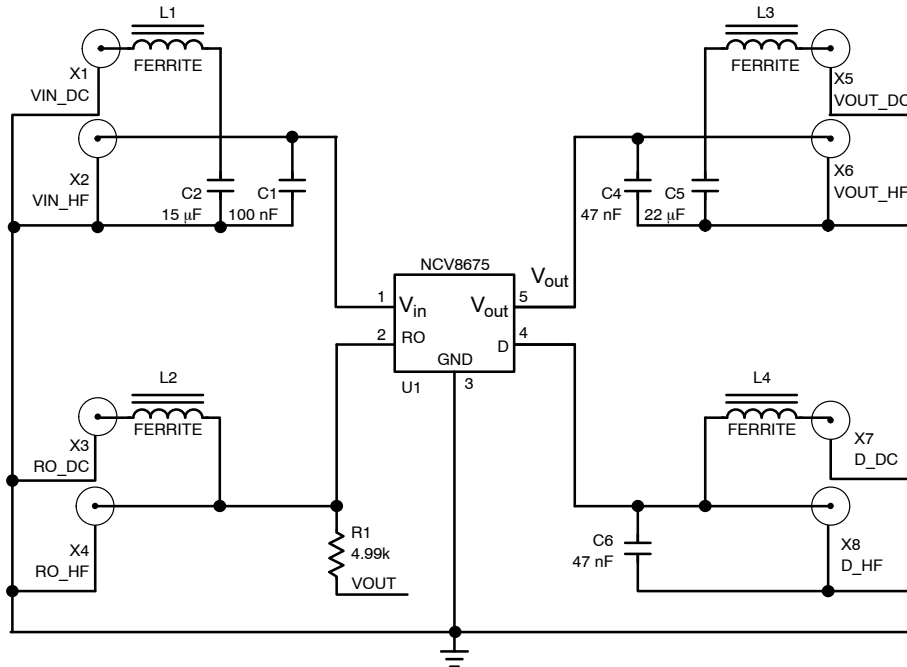 L1
FERRITE
X1
VIN_DC
X2
VIN_HF
C2
15 μF
C1
100 nF
L3
FERRITE
X5
VOUT_DC
X6
VOUT_HF
C4
47 nF
C5
22 μF
NCV8675
Vout
1
Vin
Vout
5
2
RO
D
4
GND
U1
3
L2
FERRITE
X3
RO_DC
X4
RO_HF
R1
4.99k
VOUT
L4
FERRITE
X7
D_DC
C6
47 nF
X8
D_HF